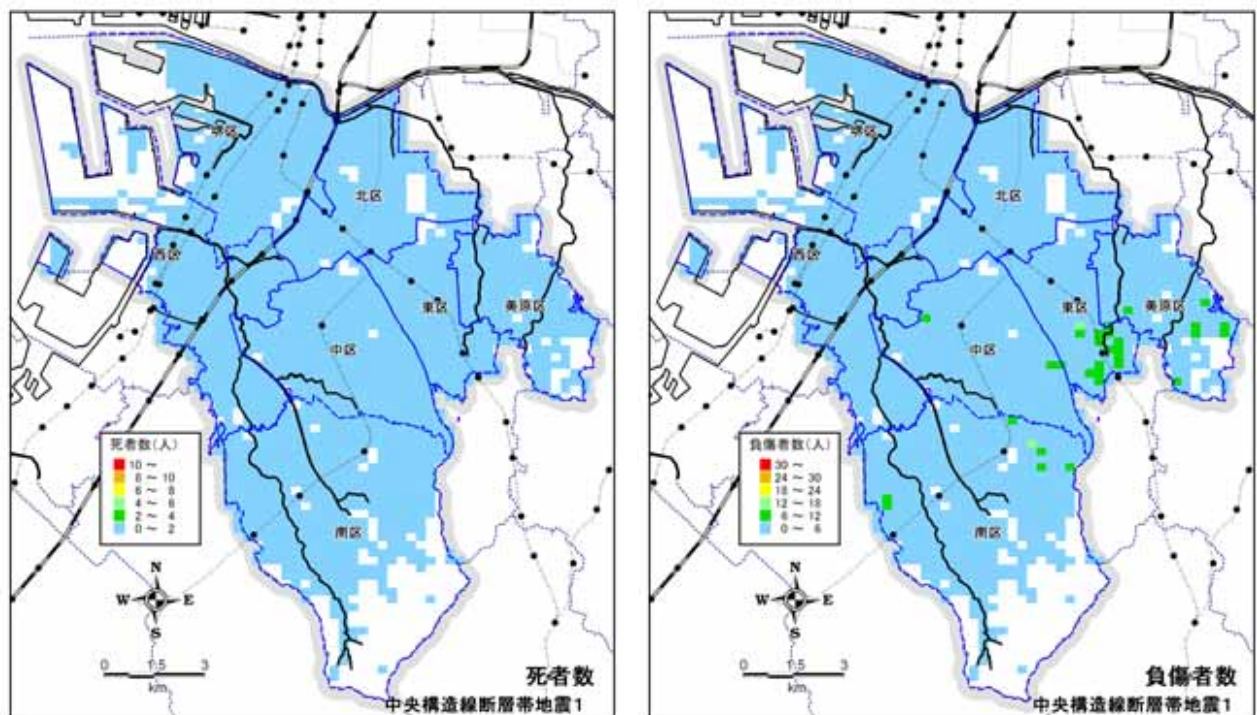 堺区
北区
西区
東区
美原区
中区
南区
死者数(人)
10 ～
8 ～ 10
6 ～ 8
4 ～ 6
2 ～ 4
0 ～ 2
N
W E
S
0 1.5 3
km
死者数
中央構造線断層帯地震1
堺区
北区
西区
東区
美原区
中区
南区
負傷者数(人)
30 ～
24 ～ 30
18 ～ 24
12 ～ 18
6 ～ 12
0 ～ 6
N
W E
S
0 1.5 3
km
負傷者数
中央構造線断層帯地震1